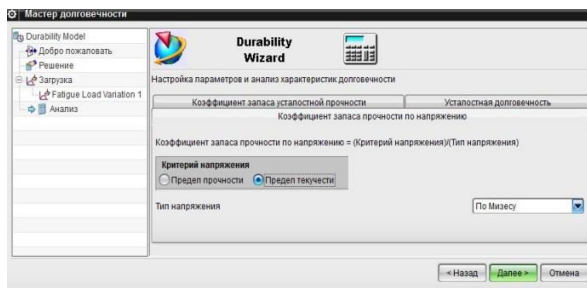 Мастер долговечности
Durability Model
Добро пожаловать
Решение
Загрузка
Fatigue Load Variation 1
Анализ
Durability
Wizard
Настройка параметров и анализ характеристик долговечности
Коэффициент запаса усталостной прочности
Усталостная долговечность
Коэффициент запаса прочности по напряжению
Коэффициент запаса прочности по напряжению = (Критерий напряжения)/(Тип напряжения)
Критерий напряжения
Предел прочности Предел текучести
Тип напряжения По Мизесу
< Назад Далее > Отмена